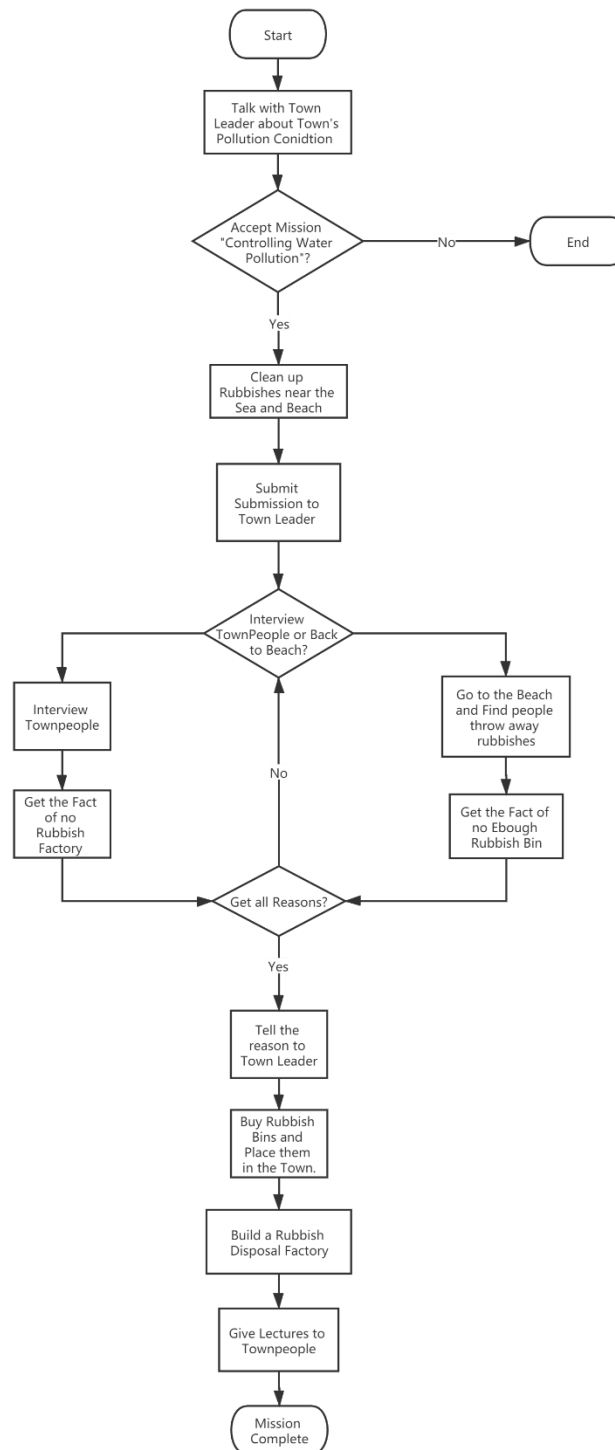 Start
Talk with Town
Leader about Town's
Pollution Conidtion
Accept Mission
"Controlling Water
Pollution"?
No
End
Yes
Clean up
Rubbishes near the
Sea and Beach
Submit
Submission to
Town Leader
Interview
TownPeople or Back
to Beach?
Interview
Townpeople
Go to the Beach
and Find people
throw away
rubbishes
No
Get the Fact
of no
Rubbish
Factory
Get the Fact of
no Ebough
Rubbish Bin
Get all Reasons?
Yes
Tell the
reason to
Town Leader
Buy Rubbish
Bins and
Place them
in the Town.
Build a Rubbish
Disposal Factory
Give Lectures to
Townpeople
Mission
Complete